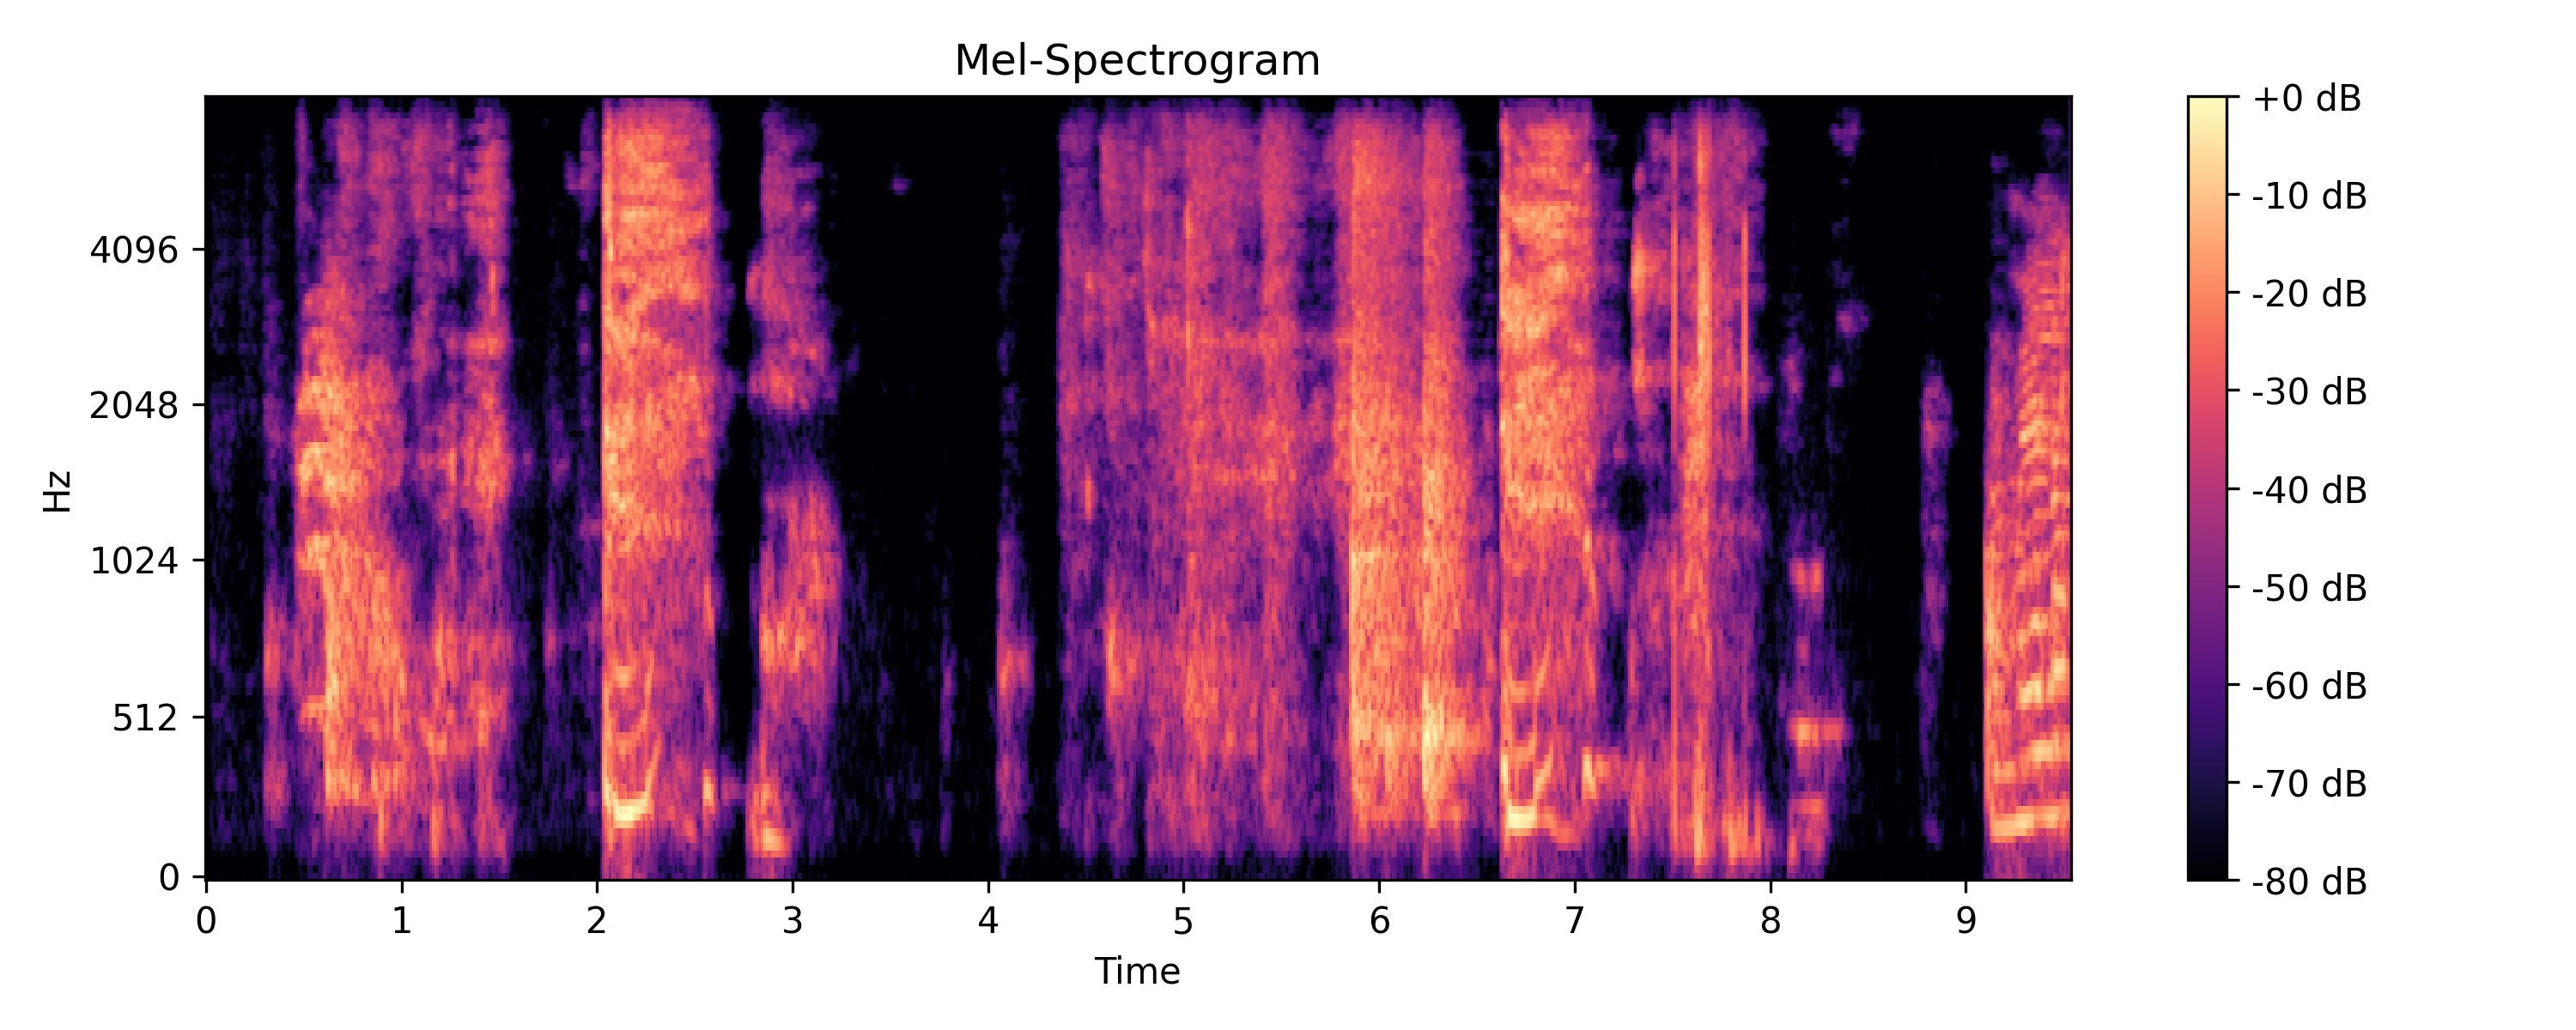 Mel-Spectrogram
+0 dB
-10 dB
-20 dB
-30 dB
-40 dB
-50 dB
-60 dB
-70 dB
-80 dB
Hz
4096
2048
1024
512
0
0 1 2 3 4 5 6 7 8 9
Time